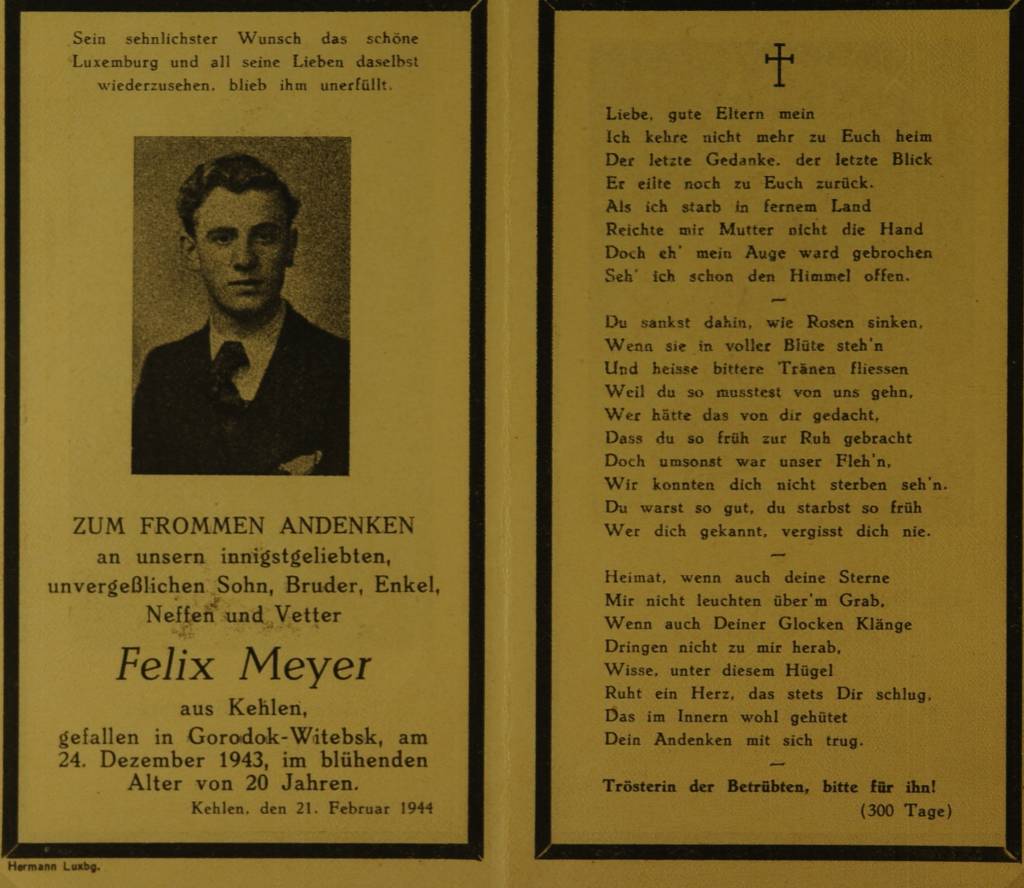 Sein sehnlichster Wunsch das schöne
Luxemburg und all seine Lieben daselbst
wiederzusehen, blieb ihm unerfüllt.
ZUM FROMMEN ANDENKEN
an unsern innigstgeliebten,
unvergeßlichen Sohn, Bruder, Enkel,
Neffen und Vetter
Felix Meyer
aus Kehlen,
gefallen in Gorodok-Witebsk, am
24. Dezember 1943, im blühenden
Alter von 20 Jahren.
Kehlen, den 21. Februar 1944
Hermann Luxbg.
Liebe, gute Eltern mein
Ich kehre nicht mehr zu Euch heim
Der letzte Gedanke, der letzte Blick
Er eilte noch zu Euch zurück.
Als ich starb in fernem Land
Reichte mir Mutter nicht die Hand
Doch eh' mein Auge ward gebrochen
Seh' ich schon den Himmel offen.
Du sankst dahin, wie Rosen sinken,
Wenn sie in voller Blüte steh'n
Und heisse bittere Tränen fliessen
Weil du so musstest von uns gehn,
Wer hätte das von dir gedacht,
Dass du so früh zur Ruh gebracht
Doch umsonst war unser Fleh'n,
Wir konnten dich nicht sterben seh'n.
Du warst so gut, du starbst so früh
Wer dich gekannt, vergisst dich nie.
Heimat, wenn auch deine Sterne
Mir nicht leuchten über'm Grab,
Wenn auch Deiner Glocken Klänge
Dringen nicht zu mir herab,
Wisse, unter diesem Hügel
Ruht ein Herz, das stets Dir schlug,
Das im Innern wohl gehütet
Dein Andenken mit sich trug.
Trösterin der Betrübten, bitte für ihn!
(300 Tage)